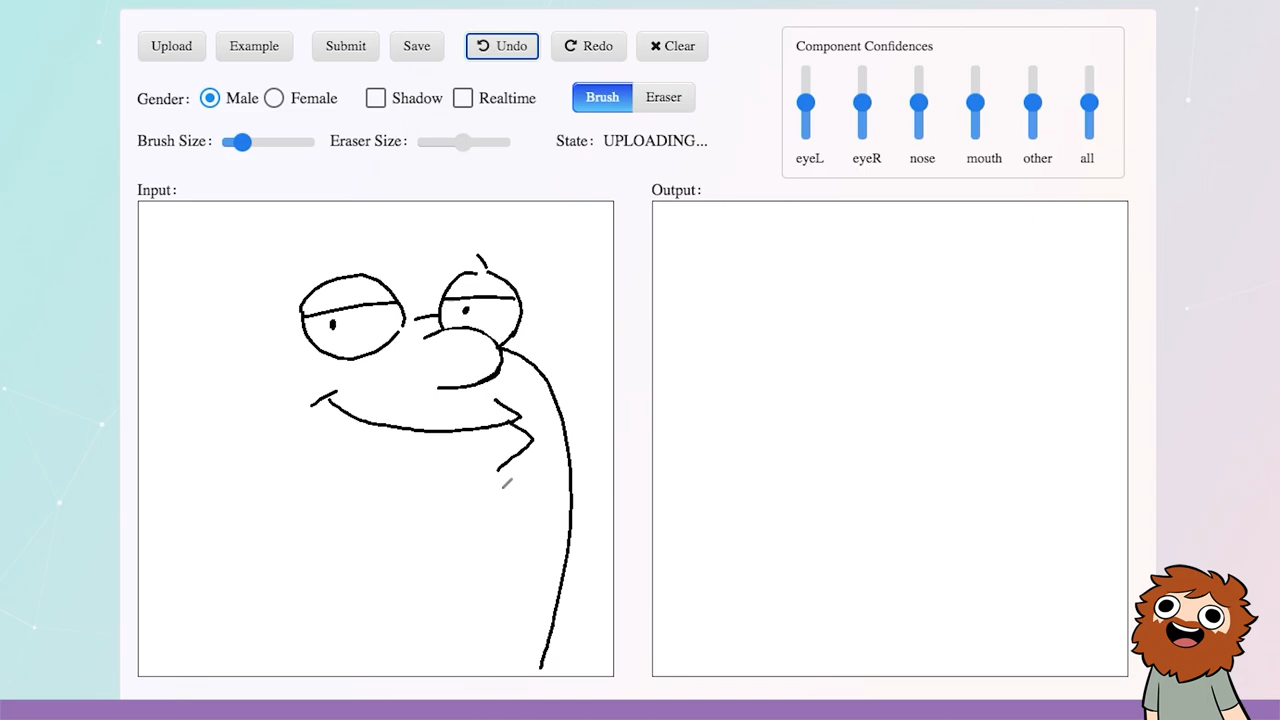 Upload Example Submit Save Undo Redo Clear
Component Confidences
Gender: Male Female Shadow Realtime Brush Eraser
Brush Size: Eraser Size: State: UPLOADING...
eyeL eyeR nose mouth other all
Input: Output: